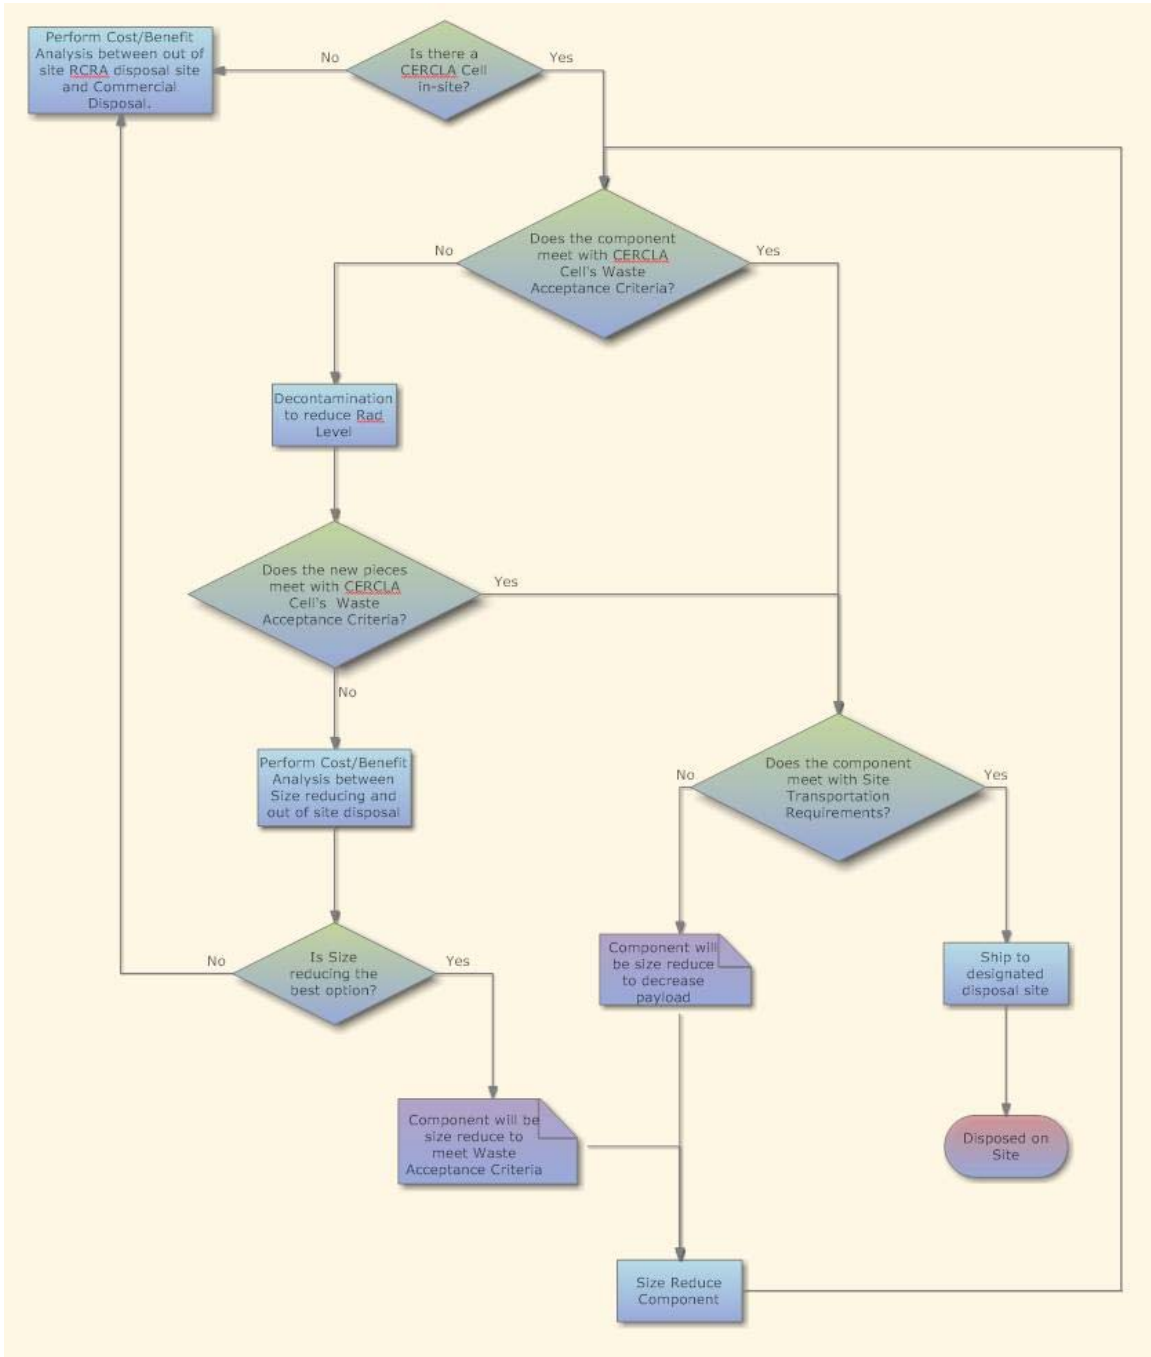 Perform Cost/Benefit
Analysis between out of
site RCRA disposal site
and Commercial
Disposal.
No
Is there a
CERCLA Cell
in-site?
Yes
No
Does the component
meet with CERCLA
Cell's Waste
Acceptance Criteria?
Yes
Decontamination
to reduce Rad
Level
Does the new pieces
meet with CERCLA
Cell's Waste
Acceptance Criteria?
Yes
No
Perform Cost/Benefit
Analysis between
Size reducing and
out of site disposal
No
Does the component
meet with Site
Transportation
Requirements?
Yes
No
Is Size
reducing the
best option?
Yes
Component will
be size reduce
to decrease
payload
Ship to
designated
disposal site
Component will be
size reduce to
meet Waste
Acceptance Criteria
Disposed on
Site
Size Reduce
Component